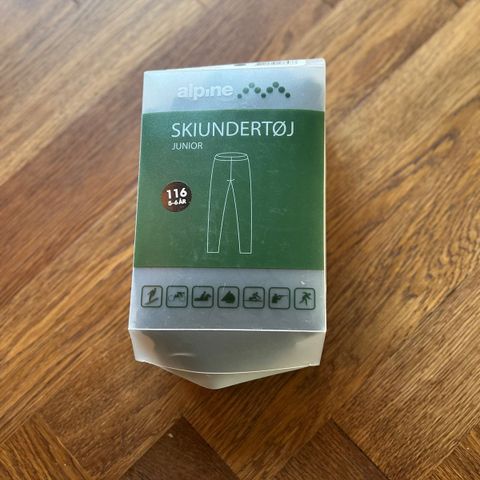 alpine
SKIUNDERTØJ
JUNIOR
116
5-6 ÅR